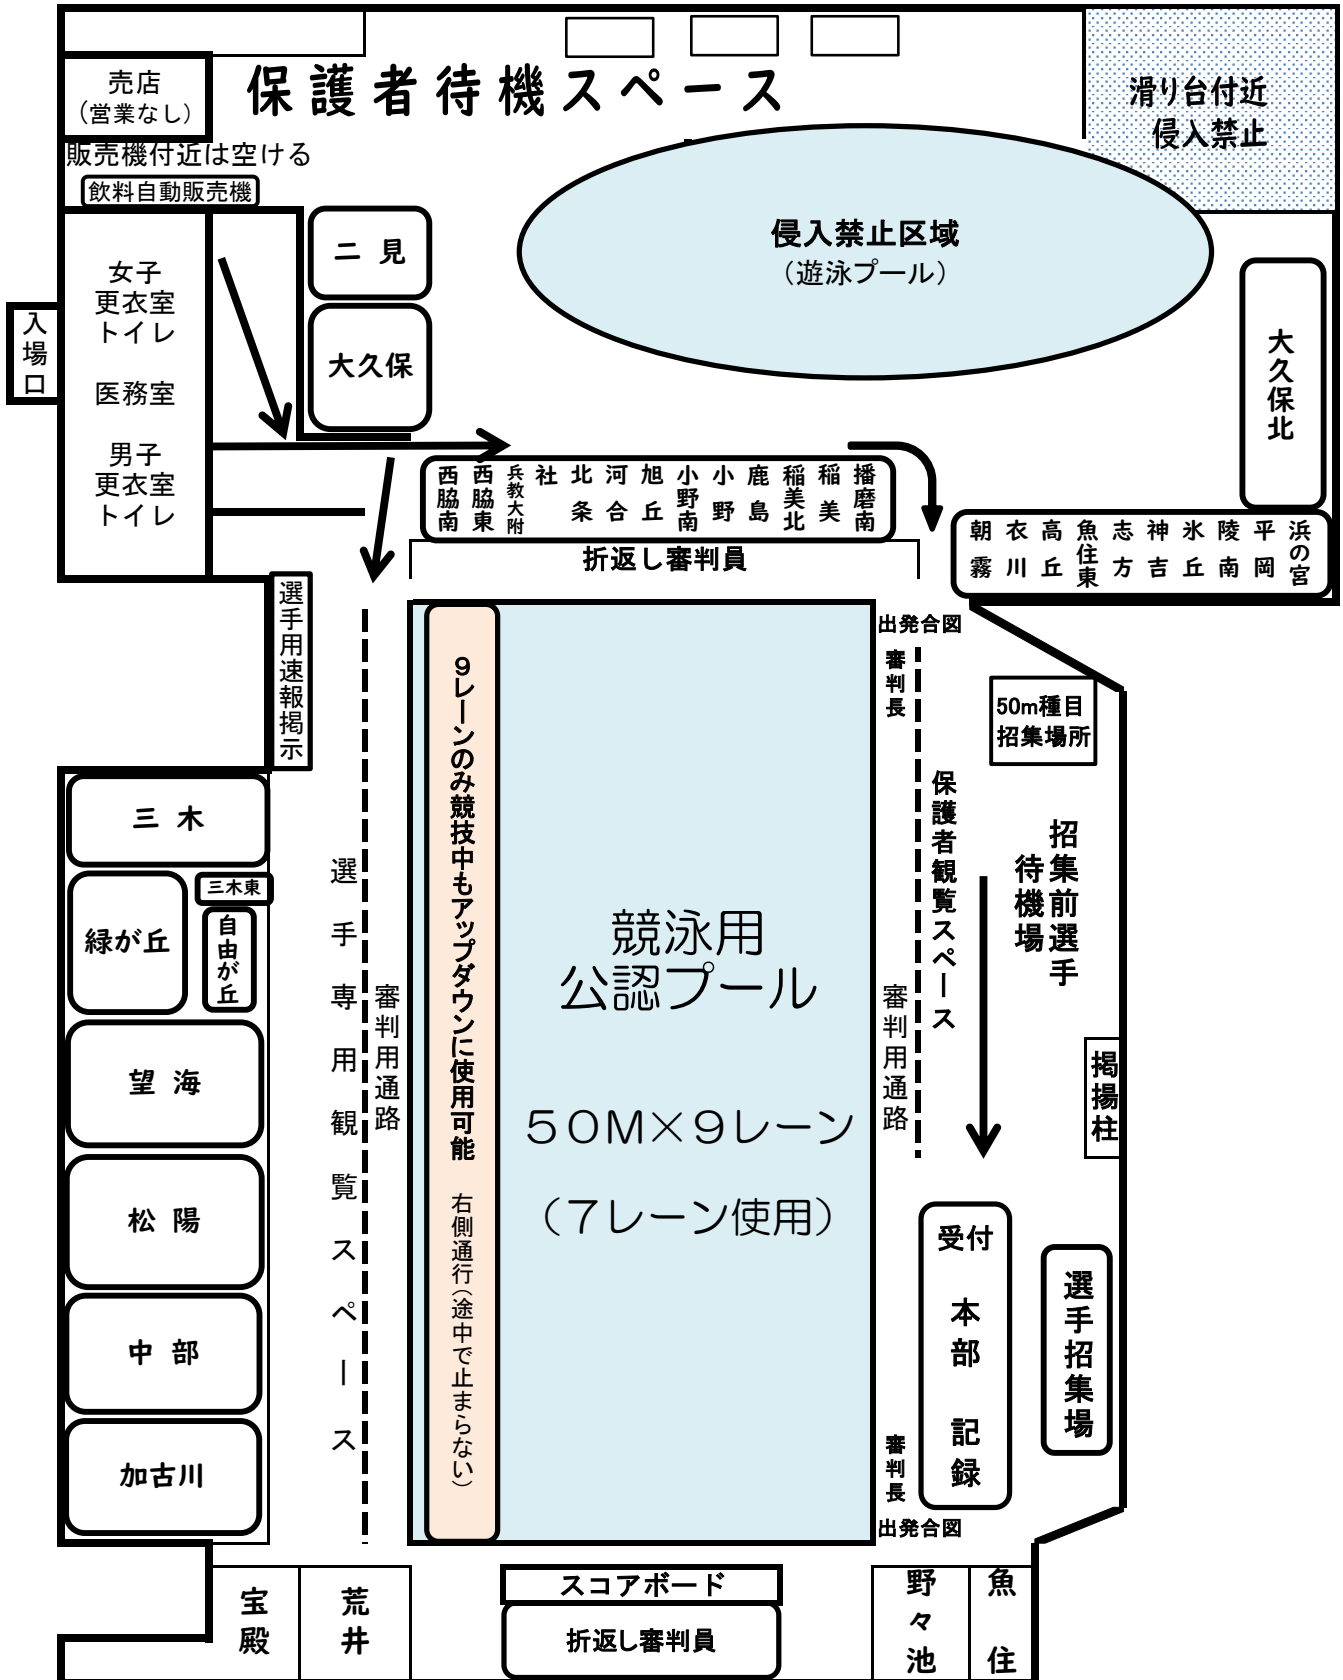 売店
（営業なし）
保護者待機スペース
滑り台付近
侵入禁止
販売機付近は空ける
飲料自動販売機
侵入禁止区域
（遊泳プール）
二 見
大久保
大久保北
入場口
女子
更衣室
トイレ
医務室
男子
更衣室
トイレ
西脇南
西脇東
兵教大附
社
北条
河合
旭丘
小野南
小野
鹿島
稲美北
稲美
播磨南
折返し審判員
朝霧
衣川
高丘
魚住東
志方
神吉
氷丘
陵南
平岡
浜の宮
選手用速報掲示
出発合図
審判長
50m種目
招集場所
9レーンのみ競技中もアップダウンに使用可能 右側通行（途中で止まらない）
競泳用
公認プール
５０M×９レーン
（７レーン使用）
選手専用観覧スペース
審判用通路
審判用通路
保護者観覧スペース
招集前選手
待機場
掲揚柱
三 木
緑が丘
三木東
自由が丘
望 海
松 陽
中 部
加古川
受付
本部
記録
選手招集場
審判長
出発合図
宝殿
荒井
スコアボード
折返し審判員
野々池
魚住